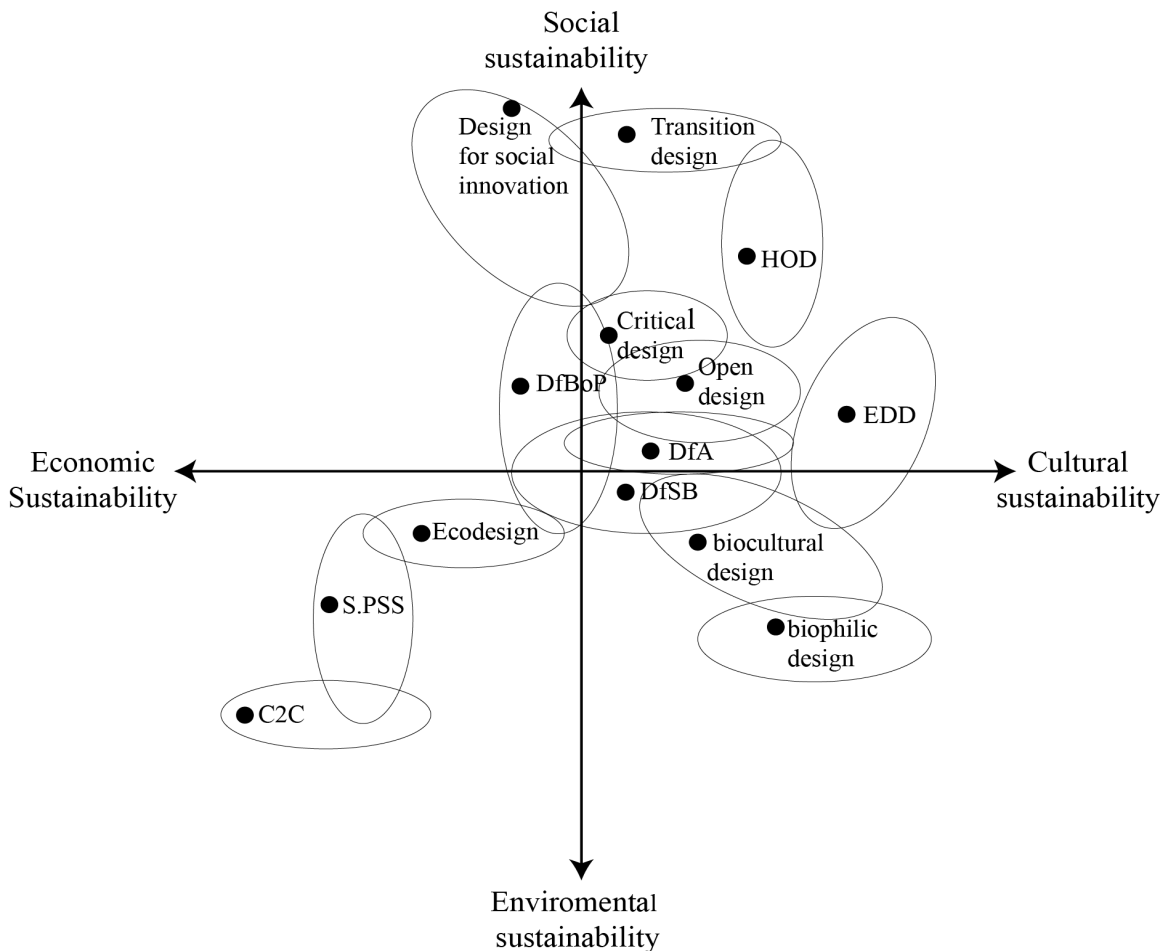 Social
sustainability
Design
for social
innovation
Transition
design
HOD
Critical
design
DfBoP
Open
design
EDD
DfA
Economic
Sustainability
Cultural
sustainability
DfSB
Ecodesign
biocultural
design
S.PSS
biophilic
design
C2C
Enviromental
sustainability